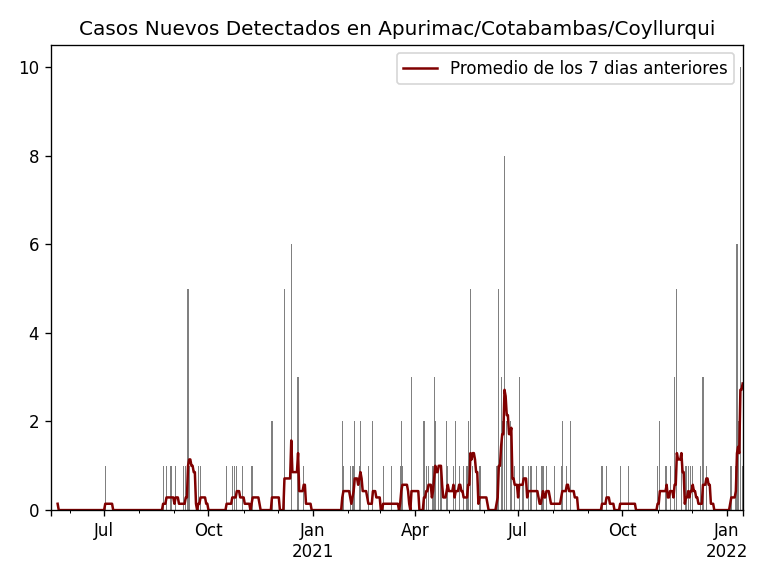 Casos Nuevos Detectados en Apurimac/Cotabambas/Coyllurqui
Promedio de los 7 dias anteriores
10
8
6
4
2
0
Jul Oct Jan Apr Jul Oct Jan
2021 2022